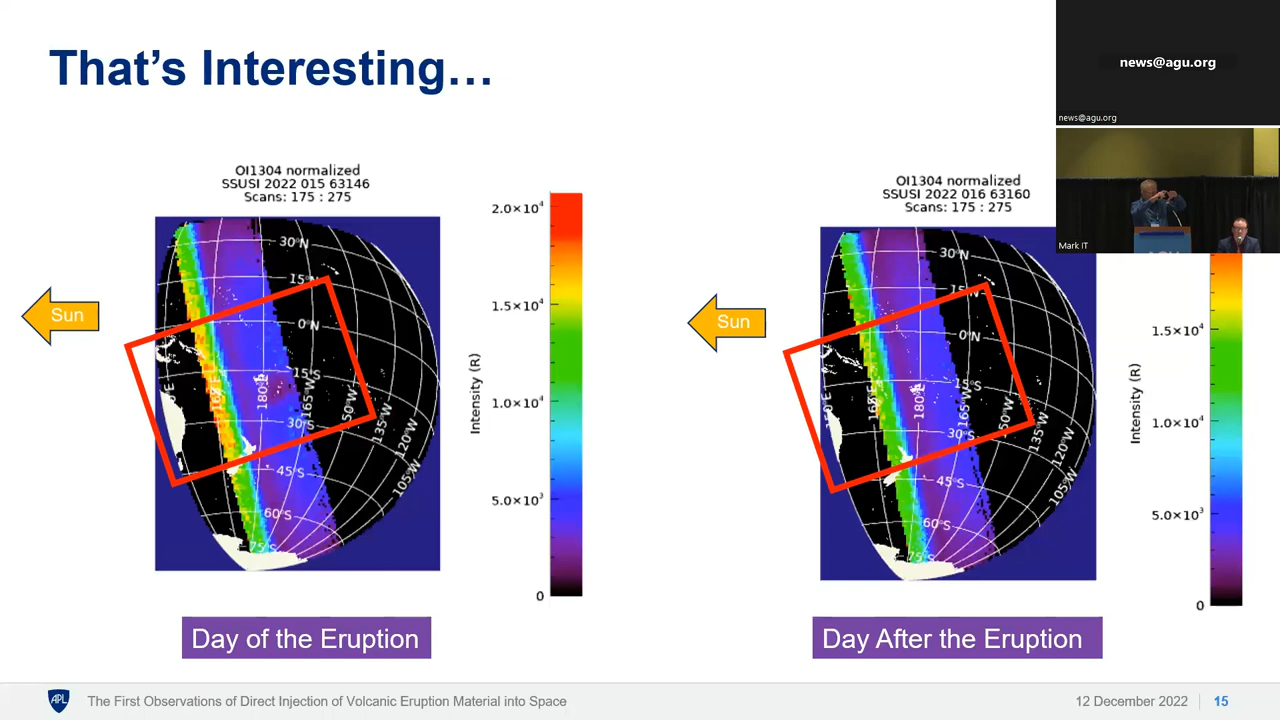 That's Interesting…
news@agu.org
news@agu.org
Mark IT
OI1304 normalized
SSUSI 2022 015 63146
Scans: 175 : 275
Sun
30°N
15°
0°N
15°S
30°S
45°S
60°S
75°S
180°E
165°W
150°W
135°W
120°W
105°W
2.0×10⁴
1.5×10⁴
1.0×10⁴
5.0×10³
0
Intensity (R)
Day of the Eruption
OI1304 normalized
SSUSI 2022 016 63160
Scans: 175 : 275
Sun
30°N
15°
0°N
15°S
30°S
45°S
60°S
75°S
180°E
165°W
150°W
135°W
120°W
105°W
1.5×10⁴
1.0×10⁴
5.0×10³
0
Intensity (R)
Day After the Eruption
APL
The First Observations of Direct Injection of Volcanic Eruption Material into Space
12 December 2022
15